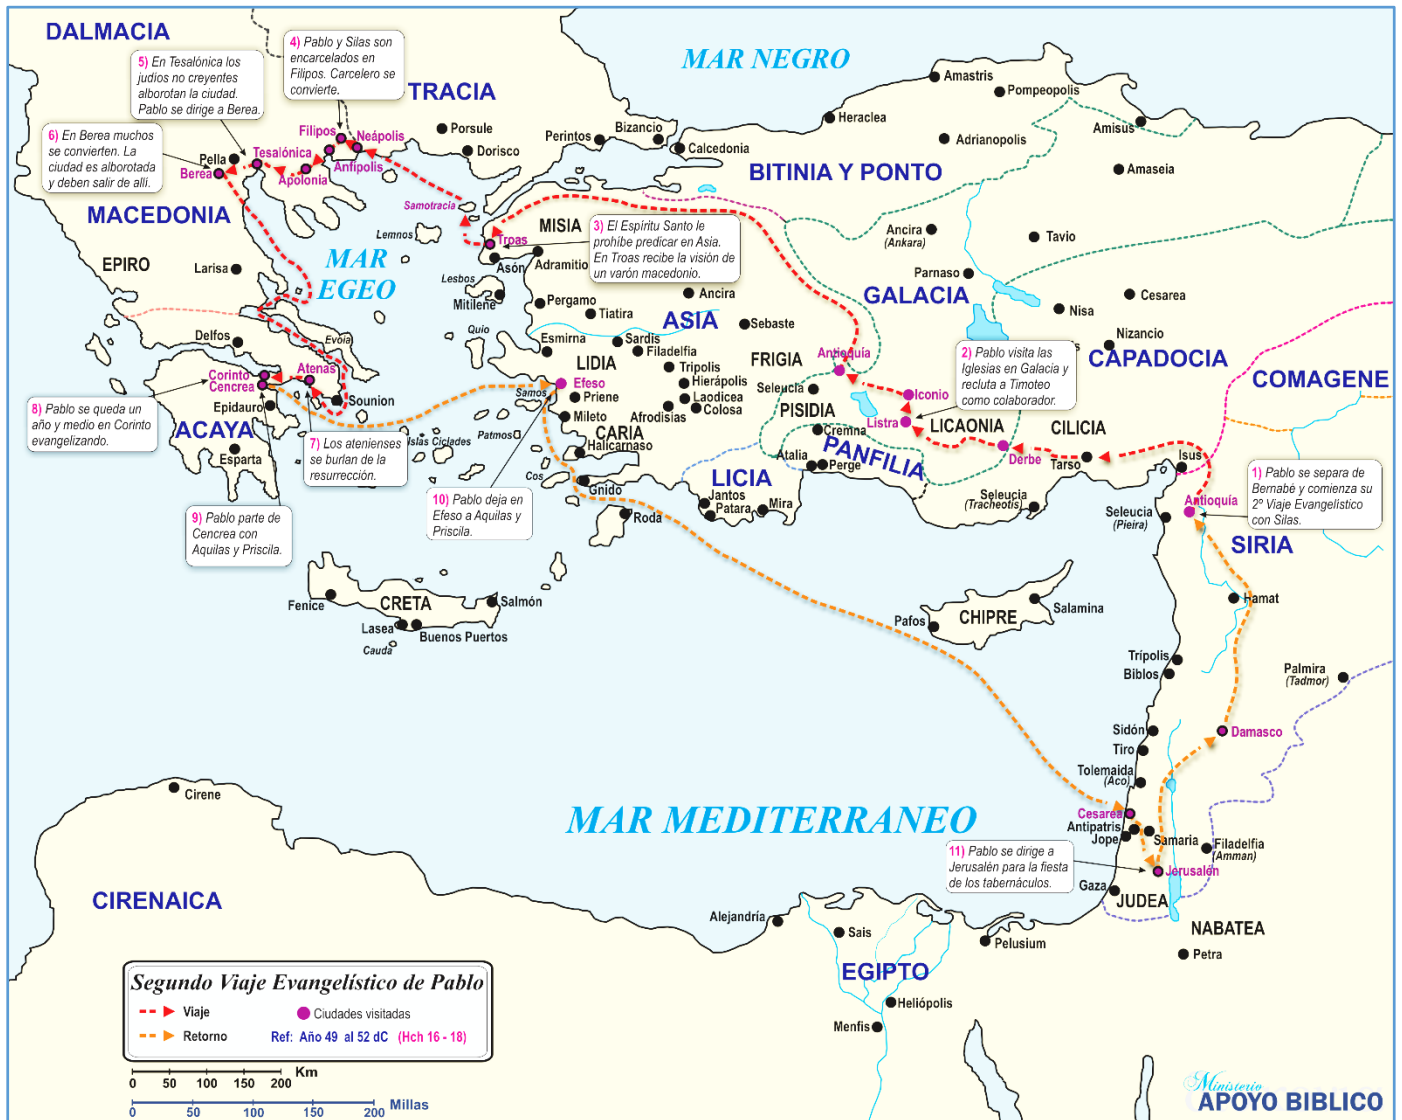 DALMACIA
MAR NEGRO
TRACIA
4) Pablo y Silas son
encarcelados en
Filipos. Carcelero se
convierte.
5) En Tesalónica los
judios no creyentes
alborotan la ciudad.
Pablo se dirige a Berea.
6) En Berea muchos
se convierten. La
ciudad es alborotada
y deben salir de alli.
Filipos
Neápolis
Porsule
Dorisco
Perintos
Bizancio
Calcedonia
Heraclea
Amastris
Pompeopolis
Adrianopolis
Amisus
Amaseia
Pella
Berea
Tesalónica
Apolonia
Anfípolis
MACEDONIA
Samotracia
BITINIA Y PONTO
Lemnos
Troas
MISIA
3) El Espíritu Santo le
prohibe predicar en Asia.
En Troas recibe la visión de
un varón macedonio.
Ancira
(Ankara)
Tavio
EPIRO
Larisa
MAR
EGEO
Asón
Adramitio
Lesbos
Mitilene
Pergamo
Tiatira
Ancira
ASIA
Sebaste
Parnaso
GALACIA
Nisa
Cesarea
Nizancio
CAPADOCIA
COMAGENE
Delfos
Evoia
Quio
Esmirna
Sardis
Filadelfia
LIDIA
Tripolis
Hierápolis
Laodicea
Colosa
FRIGIA
Antioquía
Seleucia
2) Pablo visita las
Iglesias en Galacia y
recluta a Timoteo
como colaborador.
Corinto
Cencrea
Atenas
Sounion
Samos
Efeso
Priene
Mileto
Afrodisias
CARIA
Halicarnaso
PISIDIA
Cremna
Iconio
Listra
LICAONIA
CILICIA
Derbe
Tarso
Isus
8) Pablo se queda un
año y medio en Corinto
evangelizando.
Epidauro
ACAYA
Esparta
7) Los atenienses
se burlan de la
resurrección.
Islas Ciclades
Patmos
Cos
Gnido
Roda
10) Pablo deja en
Efeso a Aquilas y
Priscila.
PANFILIA
Atalia
Perge
LICIA
Jantos
Patara
Mira
Seleucia
(Tracheotis)
1) Pablo se separa de
Bernabé y comienza su
2º Viaje Evangelístico
con Silas.
Antioquía
Seleucia
(Pieira)
SIRIA
9) Pablo parte de
Cencrea con
Aquilas y Priscila.
Fenice
CRETA
Salmón
Lasea
Buenos Puertos
Cauda
Pafos
CHIPRE
Salamina
Hamat
Trípolis
Biblos
Palmira
(Tadmor)
Sidón
Damasco
Tiro
Tolemaida
(Aco)
Cirene
MAR MEDITERRANEO
Cesarea
Antipatris
Jope
Samaria
Filadelfia
(Amman)
11) Pablo se dirige a
Jerusalén para la fiesta
de los tabernáculos.
Jerusalén
Gaza
JUDEA
NABATEA
Petra
CIRENAICA
Alejandría
Sais
Pelusium
EGIPTO
Heliópolis
Menfis
Segundo Viaje Evangelístico de Pablo
Viaje
Ciudades visitadas
Retorno
Ref: Año 49 al 52 dC (Hch 16 - 18)
Km
0 50 100 150 200
0 50 100 150 200 Millas
Ministerio
APOYO BIBLICO